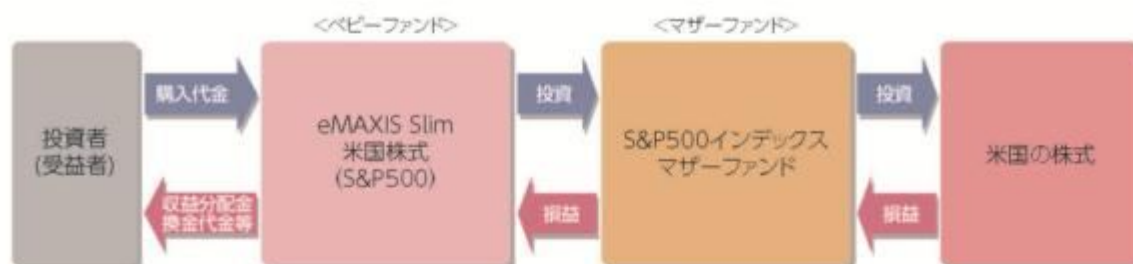 <ベビーファンド>
<マザーファンド>
投資者
(受益者)
購入代金
収益分配金
換金代金等
eMAXIS Slim
米国株式
(S&P500)
投資
損益
S&P500インデックス
マザーファンド
投資
損益
米国の株式